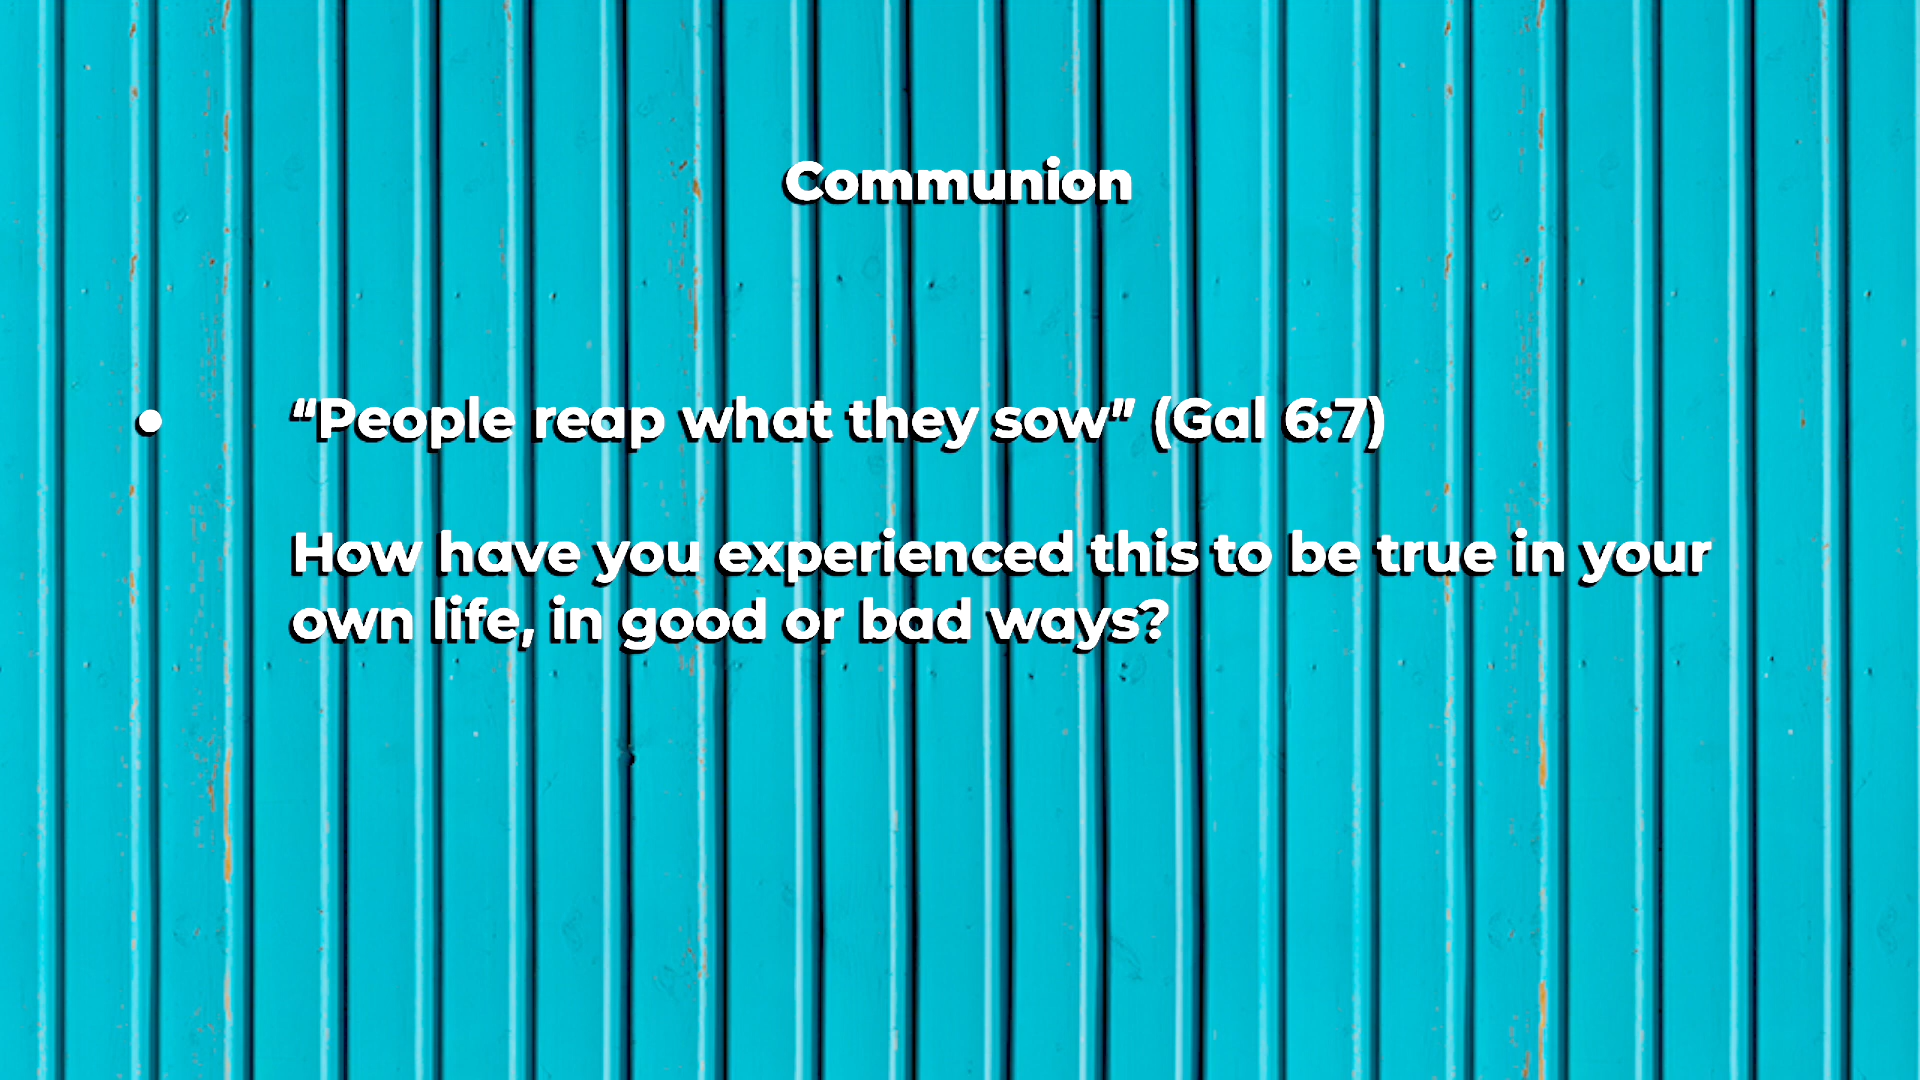 Communion
• “People reap what they sow” (Gal 6:7)
How have you experienced this to be true in your
own life, in good or bad ways?